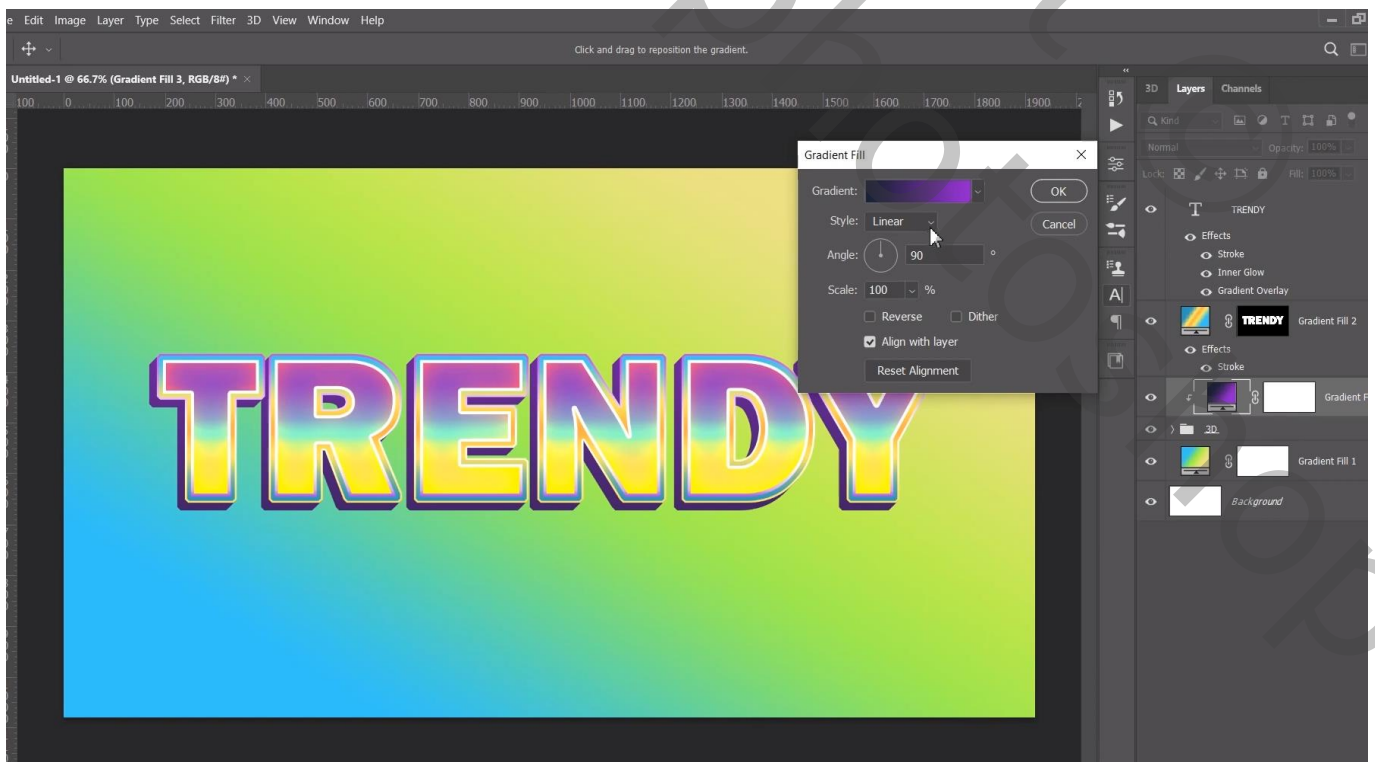 e Edit Image Layer Type Select Filter 3D View Window Help
Click and drag to reposition the gradient.
Untitled-1 @ 66.7% (Gradient Fill 3, RGB/8#) * ×
100 0 100 200 300 400 500 600 700 800 900 1000 1100 1200 1300 1400 1500 1600 1700 1800 1900
3D Layers Channels
Kind
Normal Opacity: 100%
Lock: Fill: 100%
TRENDY
Effects
Stroke
Inner Glow
Gradient Overlay
TRENDY Gradient Fill 2
Effects
Stroke
Gradient F
3D
Gradient Fill 1
Background
Gradient Fill
Gradient: OK
Style: Linear Cancel
Angle: 90 °
Scale: 100 %
Reverse Dither
Align with layer
Reset Alignment
TRENDY
photoshop